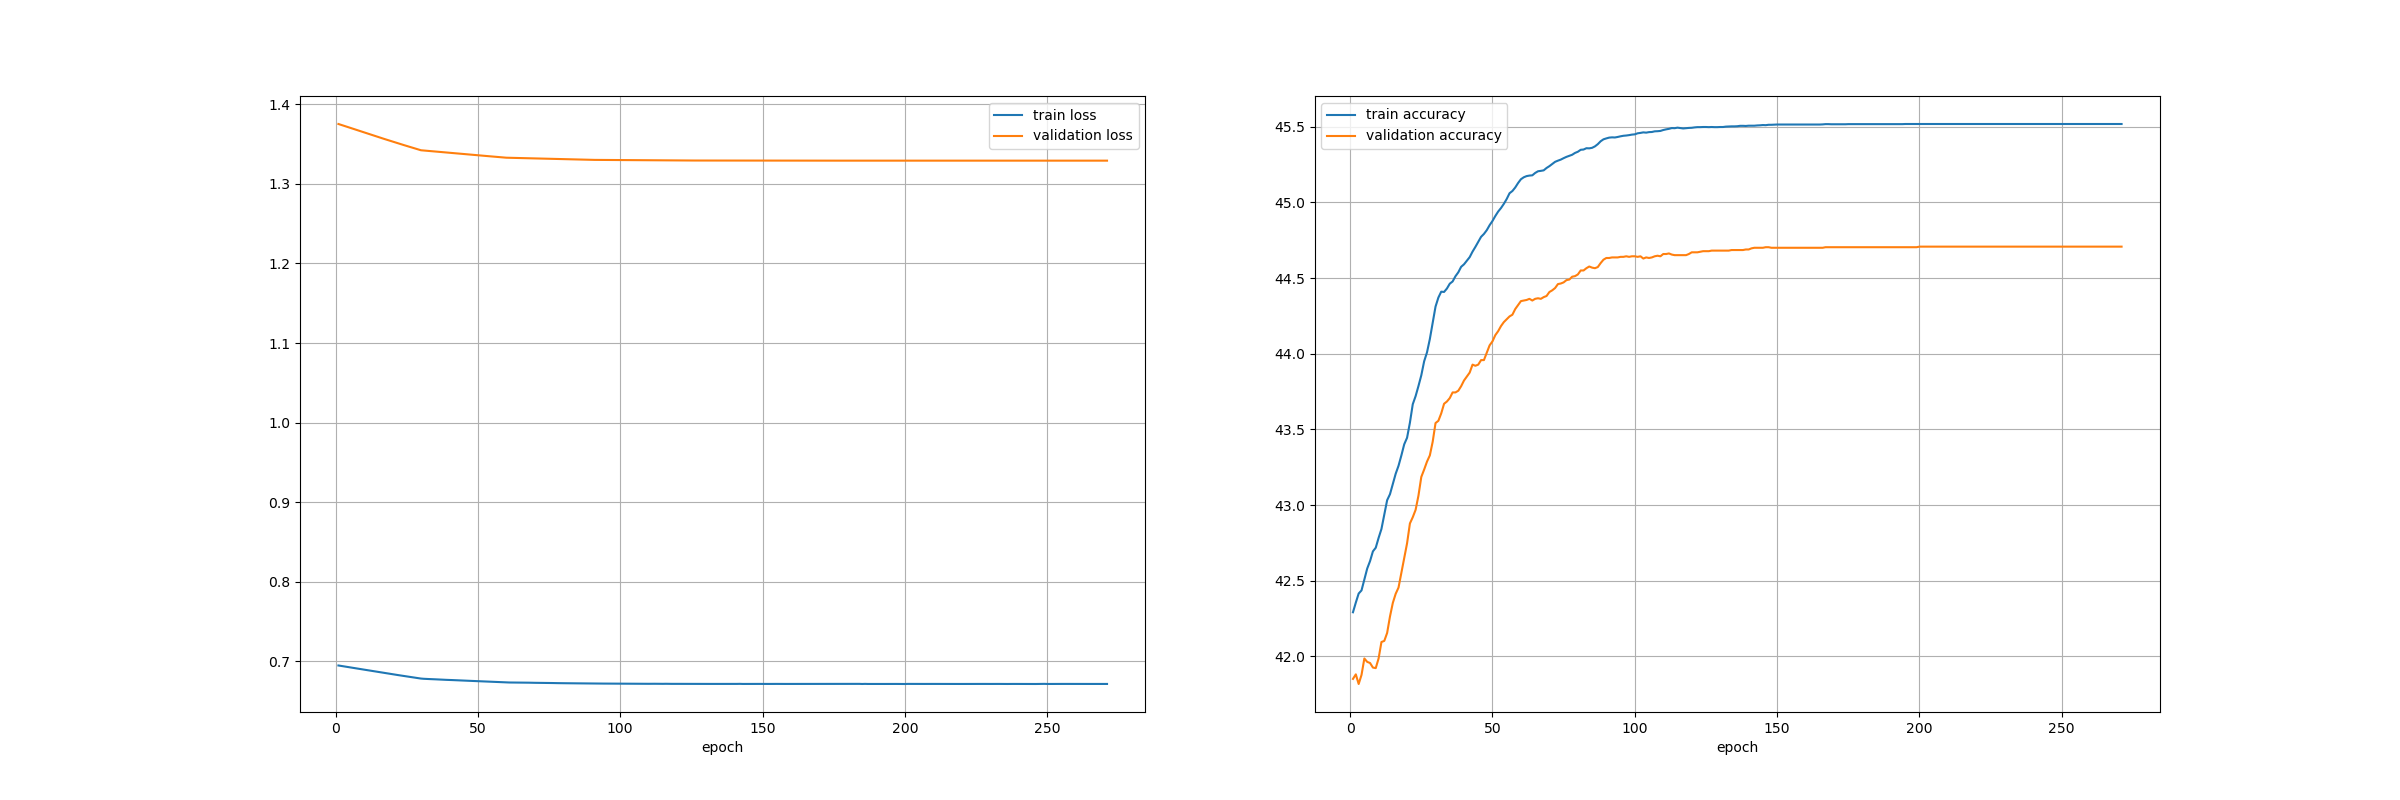 1.4
1.3
1.2
1.1
1.0
0.9
0.8
0.7
0 50 100 150 200 250
epoch
train loss
validation loss
45.5
45.0
44.5
44.0
43.5
43.0
42.5
42.0
0 50 100 150 200 250
epoch
train accuracy
validation accuracy